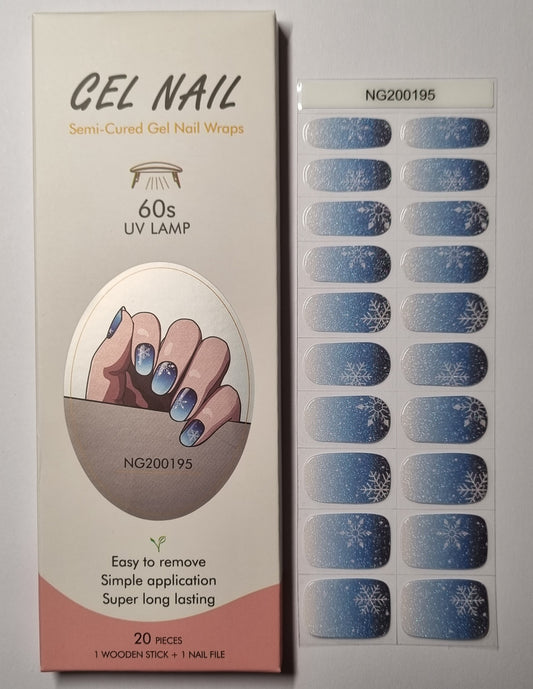 GEL NAIL
Semi-Cured Gel Nail Wraps
60s
UV LAMP
NG200195
Easy to remove
Simple application
Super long lasting
20 PIECES
1 WOODEN STICK + 1 NAIL FILE
NG200195